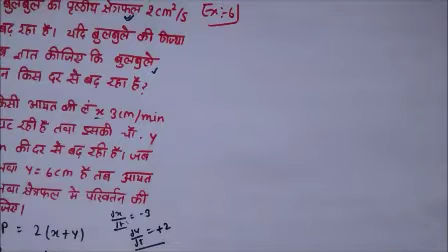 बुलबुले का पृष्ठीय क्षेत्रफल 2cm²/s [Ex:-6]
बढ़ रहा है। यदि बुलबुले की त्रिज्या
ज्ञात कीजिए कि बुलबुले
किस दर से बढ़ रहा है?
आयत की लं x 3cm/min
घट रही है तथा इसकी चौ. y
की दर से बढ़ रही है। जब
y = 6cm है तब आयत
क्षेत्रफल मे परिवर्तन की
P = 2(x+y)
dx/dt = -3
dy/dt = +2